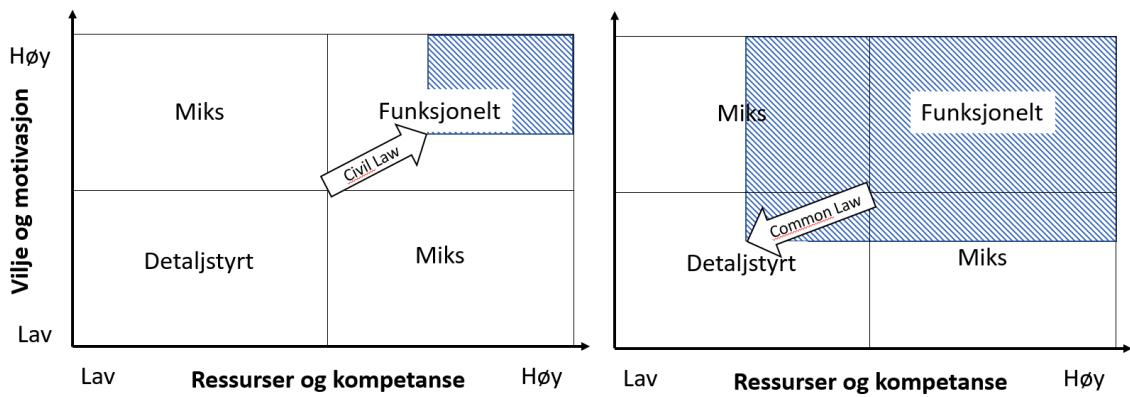 Høy
Vilje og motivasjon
Lav
Miks
Funksjonelt
Civil Law
Detaljstyrt
Miks
Lav
Ressurser og kompetanse
Høy
Miks
Funksjonelt
Common Law
Detaljstyrt
Miks
Lav
Ressurser og kompetanse
Høy